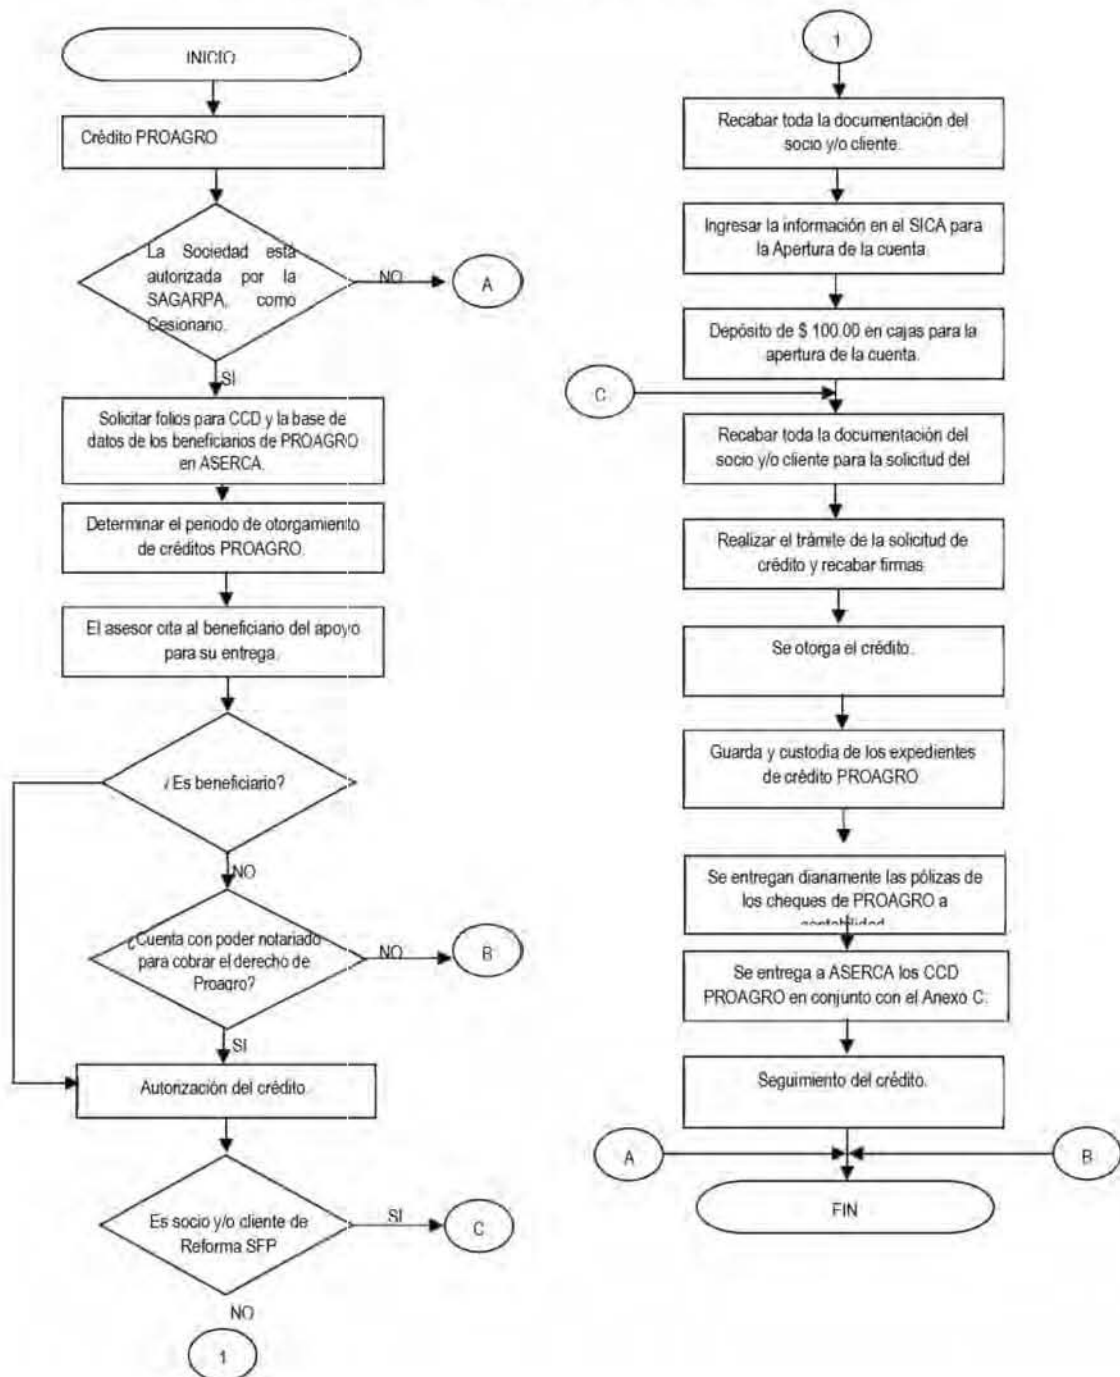 INICIO
Crédito PROAGRO
La Sociedad está
autorizada por la
SAGARPA, como
Cesionario.
NO
A
SI
Solicitar folios para CCD y la base de
datos de los beneficiarios de PROAGRO
en ASERCA.
Determinar el periodo de otorgamiento
de créditos PROAGRO.
El asesor cita al beneficiario del apoyo
para su entrega.
¿Es beneficiario?
NO
¿Cuenta con poder notariado
para cobrar el derecho de
Proagro?
NO
B
SI
Autorización del crédito
Es socio y/o cliente de
Reforma SFP
SI
C
NO
1
1
Recabar toda la documentación del
socio y/o cliente.
Ingresar la información en el SICA para
la Apertura de la cuenta
Depósito de $ 100.00 en cajas para la
apertura de la cuenta.
C
Recabar toda la documentación del
socio y/o cliente para la solicitud del
Realizar el trámite de la solicitud de
crédito y recabar firmas
Se otorga el crédito.
Guarda y custodia de los expedientes
de crédito PROAGRO
Se entregan diariamente las pólizas de
los cheques de PROAGRO a
contabilidad
Se entrega a ASERCA los CCD
PROAGRO en conjunto con el Anexo C.
Seguimiento del crédito.
A
B
FIN